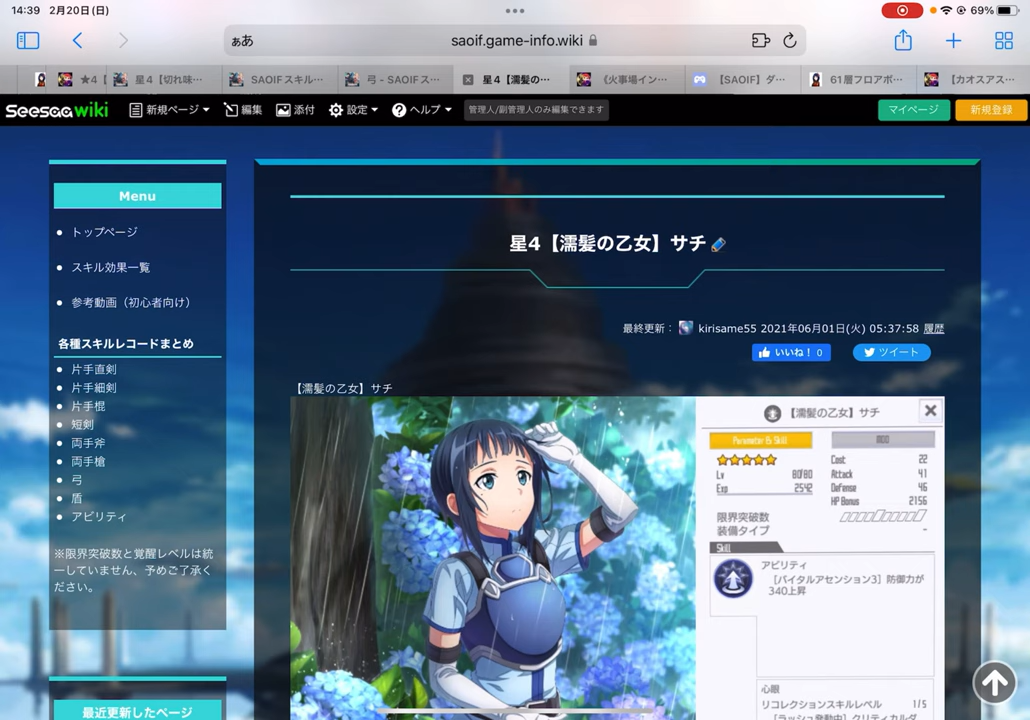 14:39 2月20日(日)
69%
ぁあ
saoif.game-info.wiki
★4【
星4【切れ味…
SAOIFスキル…
弓 - SAOIFス…
星4【濡髪の…
《火事場イン…
【SAOIF】ダ…
61層フロアボ…
【カオスアス…
Seesaa wiki
新規ページ
編集
添付
設定
ヘルプ
管理人/副管理人のみ編集できます
マイページ
新規登録
Menu
トップページ
スキル効果一覧
参考動画（初心者向け）
各種スキルレコードまとめ
片手直剣
片手細剣
片手棍
短剣
両手斧
両手槍
弓
盾
アビリティ
※限界突破数と覚醒レベルは統
一していません、予めご了承く
ださい。
最近更新したページ
星4【濡髪の乙女】サチ
最終更新： kirisame55 2021年06月01日(火) 05:37:58 履歴
いいね！ 0
ツイート
【濡髪の乙女】サチ
【濡髪の乙女】サチ
Parameter & Skill
MOD
Lv 80/80
Exp 2542
Cost 22
Attack 41
Defense 46
HP Bonus 2156
限界突破数
装備タイプ -
Skill
アビリティ
［バイタルアセンション3］防御力が
340上昇
心眼
リコレクションスキルレベル 1/5
［ラッシュ発動中］クリティカルダ